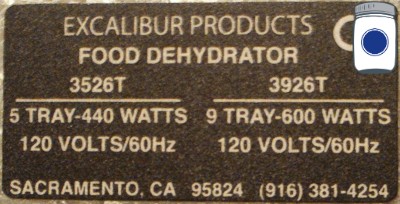 EXCALIBUR PRODUCTS
FOOD DEHYDRATOR
3526T 3926T
5 TRAY-440 WATTS 9 TRAY-600 WATTS
120 VOLTS/60Hz 120 VOLTS/60Hz
SACRAMENTO, CA 95824 (916) 381-4254